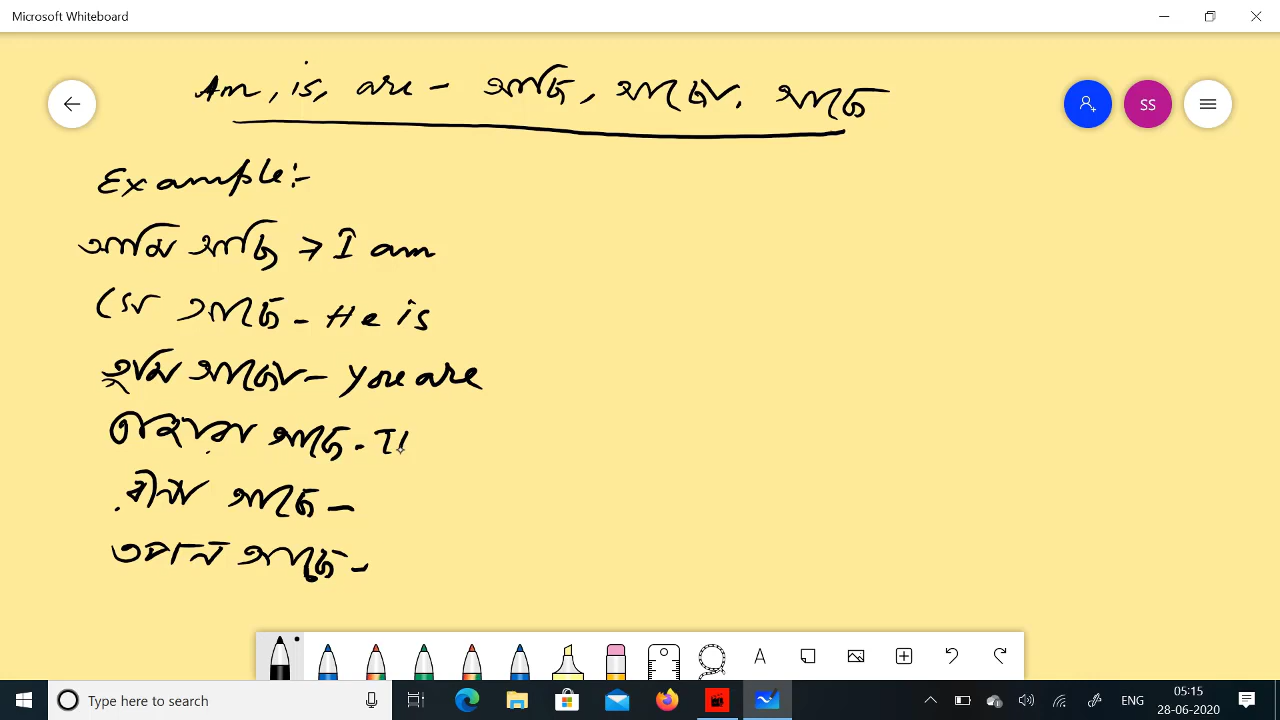 Microsoft Whiteboard
SS
Am, is, are - আছি, আছেন, আছে
Example:-
আমি আছি → I am
সে আছে - He is
তুমি আছেন - you are
আছে - Th
আছে -
আছে -
Type here to search
ENG
05:15
28-06-2020